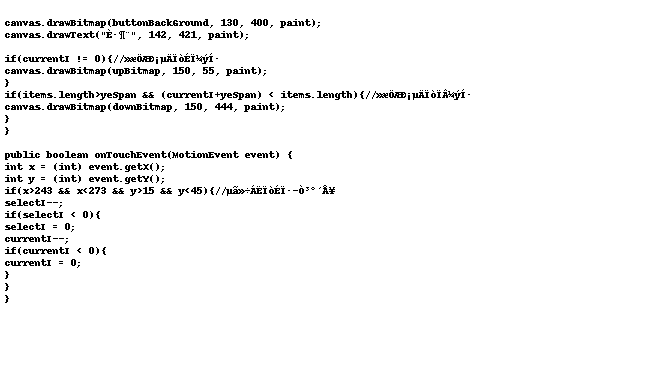 canvas.drawBitmap(buttonBackGround, 130, 400, paint);
canvas.drawText("È·¶¨", 142, 421, paint);
if(currentI != 0){//»æÖÆÐ¡µÄÏòÉÏ¼ýÍ·
canvas.drawBitmap(upBitmap, 150, 55, paint);
}
if(items.length>yeSpan && (currentI+yeSpan) < items.length){//»æÖÆÐ¡µÄÏòÏÂ¼ýÍ·
canvas.drawBitmap(downBitmap, 150, 444, paint);
}
}
public boolean onTouchEvent(MotionEvent event) {
int x = (int) event.getX();
int y = (int) event.getY();
if(x>243 && x<273 && y>15 && y<45){//µã»÷ÁËÏòÉÏ·-Ò³°´Å¥
selectI--;
if(selectI < 0){
selectI = 0;
currentI--;
if(currentI < 0){
currentI = 0;
}
}
}